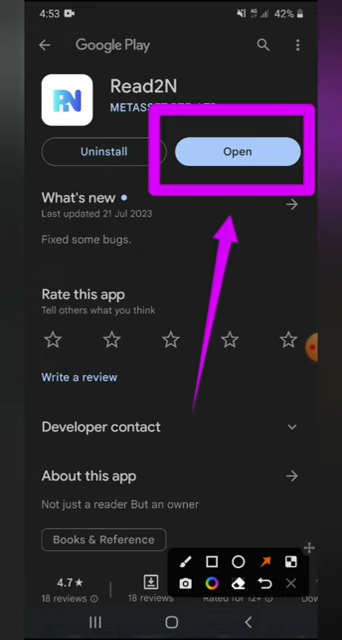 4:53 42%
Google Play
RN
Read2N
Uninstall
Open
What's new
Last updated 21 Jul 2023
Fixed some bugs.
Rate this app
Tell others what you think
Write a review
Developer contact
About this app
Not just a reader But an owner
Books & Reference
4.7★
18 reviews
18 reviews
Rated for 12+